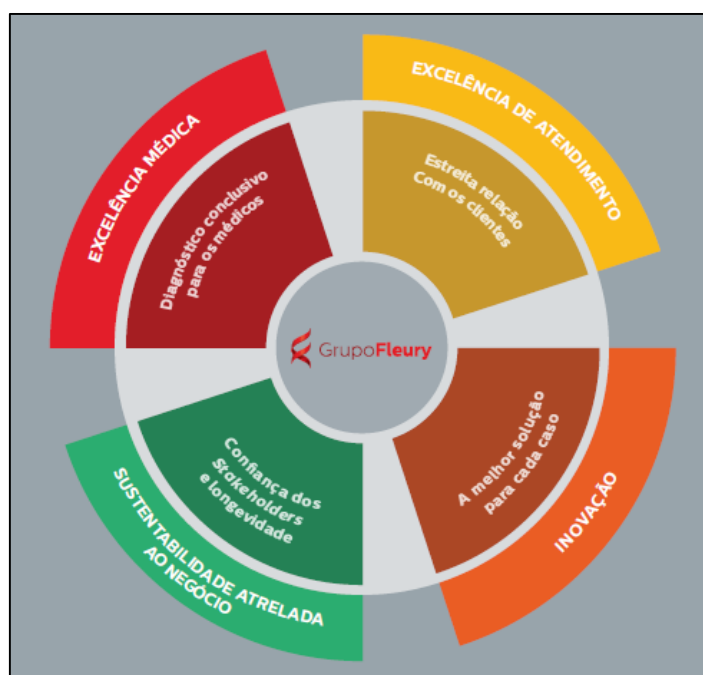 EXCELÊNCIA MÉDICA
Diagnóstico conclusivo
para os médicos
EXCELÊNCIA DE ATENDIMENTO
Estreita relação
Com os clientes
GrupoFleury
INOVAÇÃO
A melhor solução
para cada caso
SUSTENTABILIDADE ATRELADA
AO NEGÓCIO
Confiança dos
Stakeholders
e longevidade